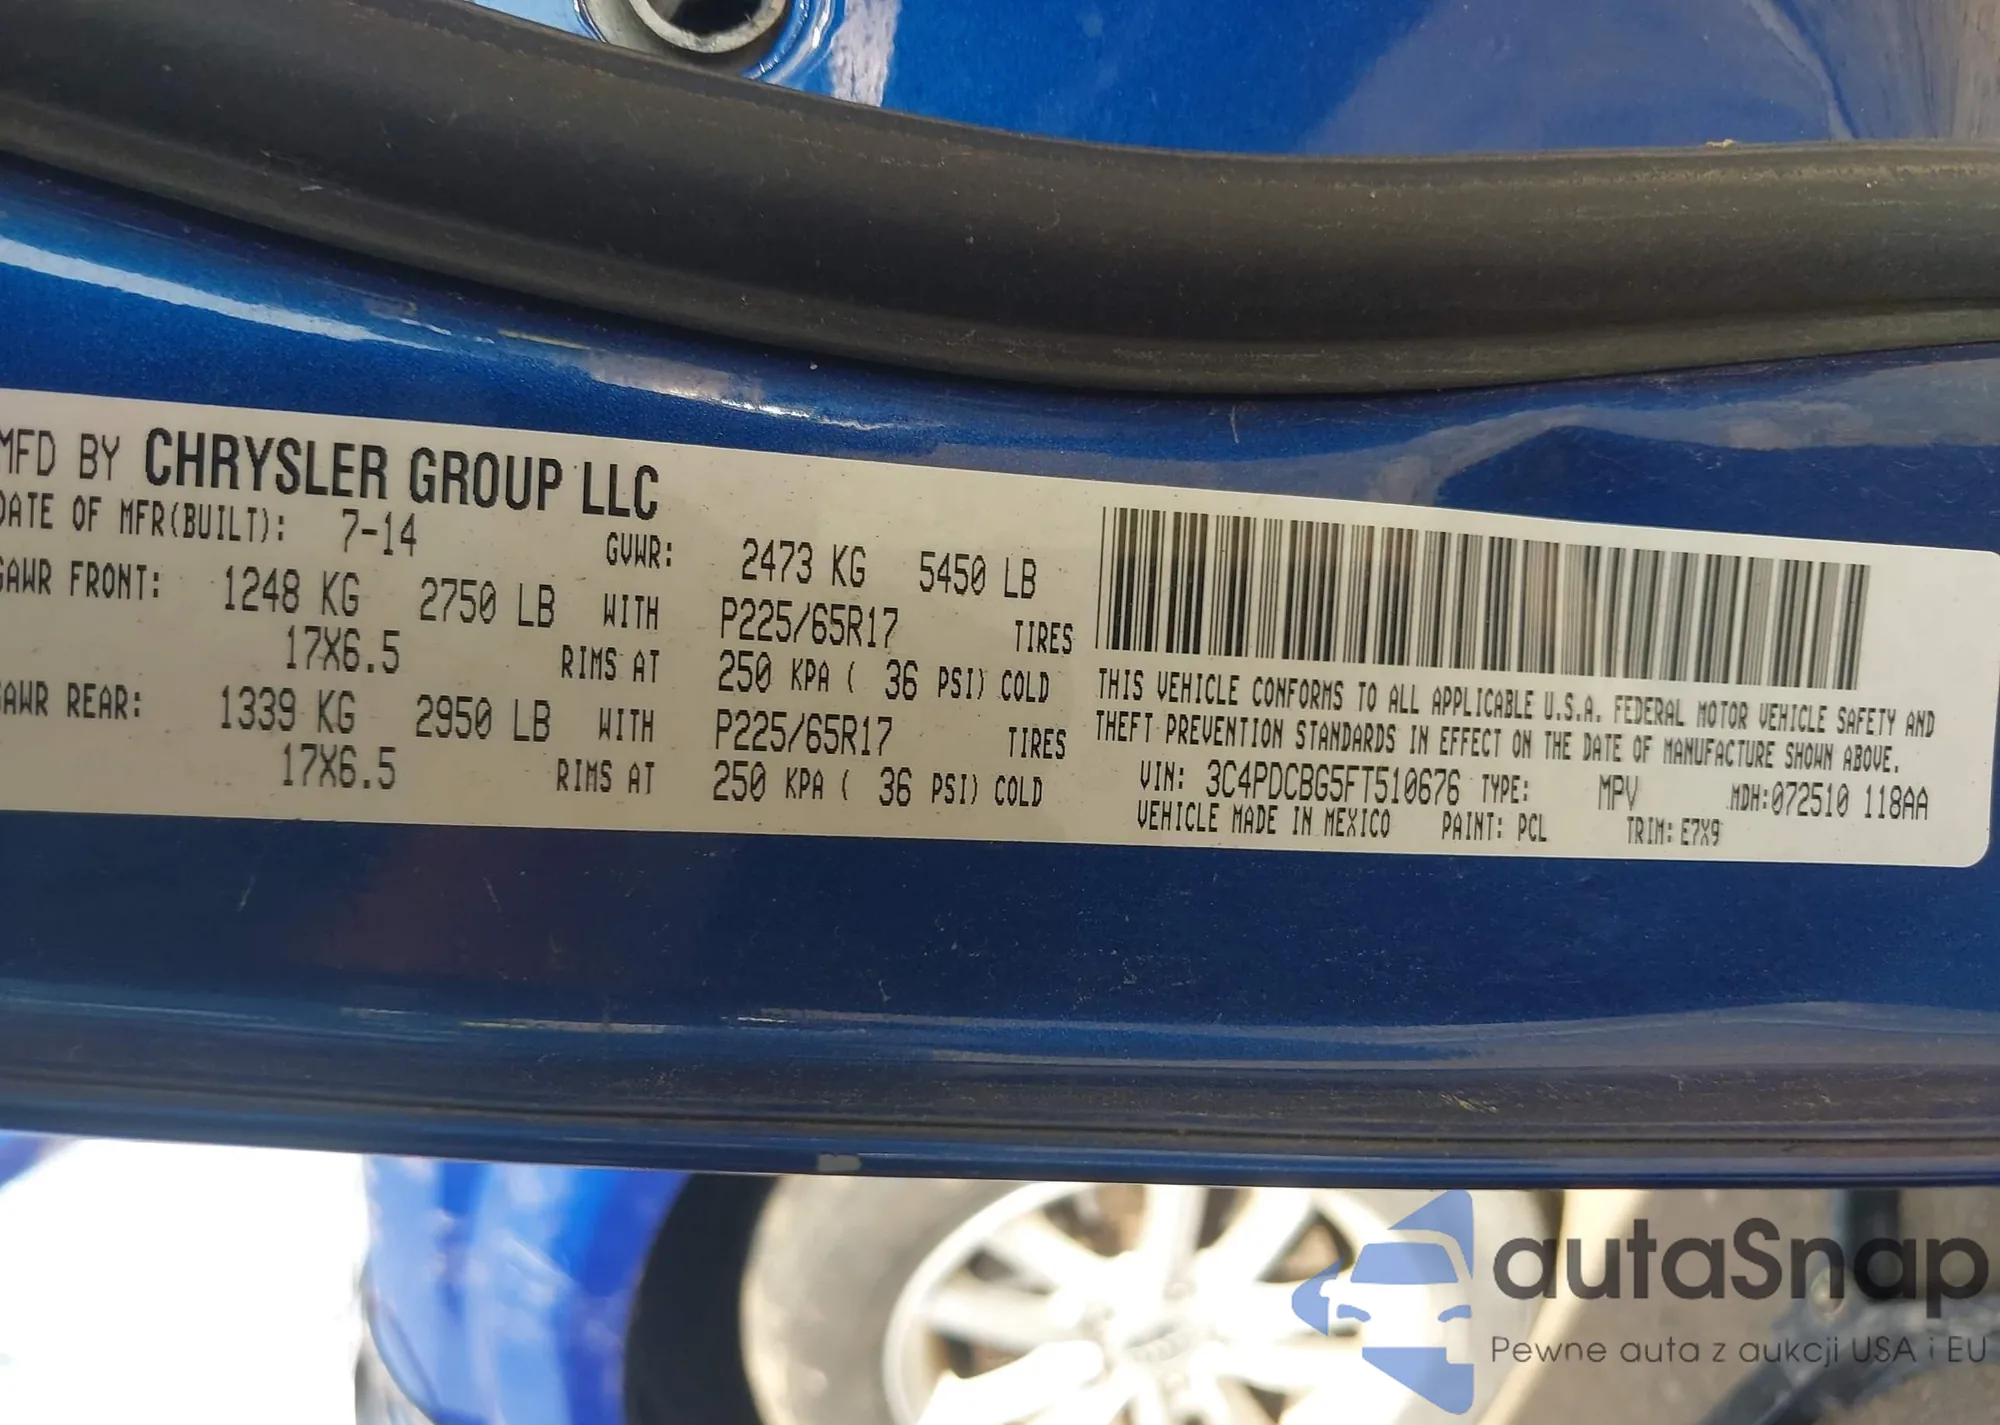 MFD BY CHRYSLER GROUP LLC
DATE OF MFR(BUILT): 7-14 GVWR: 2473 KG 5450 LB
GAWR FRONT: 1248 KG 2750 LB WITH P225/65R17 TIRES
17X6.5 RIMS AT 250 KPA ( 36 PSI) COLD
GAWR REAR: 1339 KG 2950 LB WITH P225/65R17 TIRES
17X6.5 RIMS AT 250 KPA ( 36 PSI) COLD
THIS VEHICLE CONFORMS TO ALL APPLICABLE U.S.A. FEDERAL MOTOR VEHICLE SAFETY AND
THEFT PREVENTION STANDARDS IN EFFECT ON THE DATE OF MANUFACTURE SHOWN ABOVE.
VIN: 3C4PDCBG5FT510676 TYPE: MPV MDH:072510 118AA
VEHICLE MADE IN MEXICO PAINT: PCL TRIM: E7X9
autaSnap
Pewne auta z aukcji USA i EU